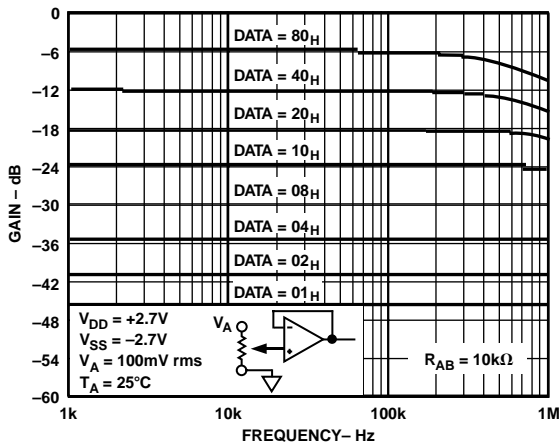 0
–6
–12
–18
–24
–30
–36
–42
–48
–54
–60
GAIN – dB
DATA = 80H
DATA = 40H
DATA = 20H
DATA = 10H
DATA = 08H
DATA = 04H
DATA = 02H
DATA = 01H
VDD = +2.7V
VSS = –2.7V
VA = 100mV rms
TA = 25°C
VA
–
+
RAB = 10kΩ
1k
10k
100k
1M
FREQUENCY– Hz